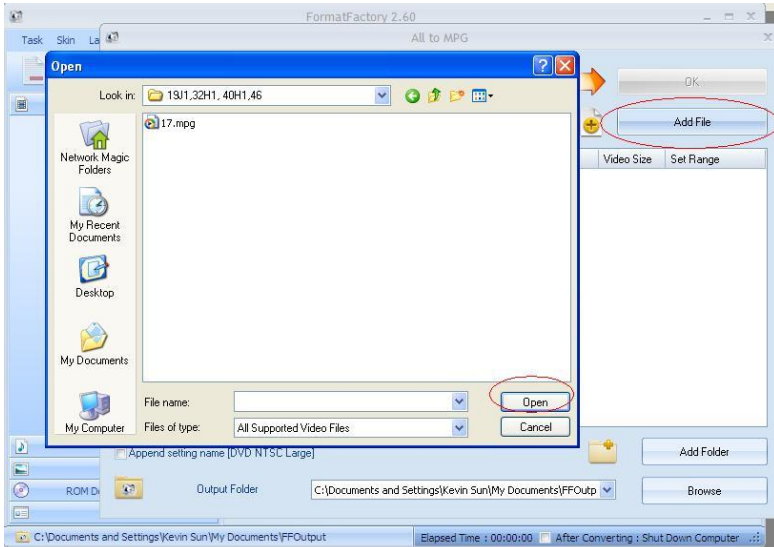 FormatFactory 2.60
Task Skin La
All to MPG
Open
Look in: 19J1,32H1, 40H1,46
OK
17.mpg
Add File
Network Magic
Folders
Video Size Set Range
My Recent
Documents
Desktop
My Documents
My Computer
File name:
Open
Files of type: All Supported Video Files
Cancel
Append setting name [DVD NTSC Large]
Add Folder
ROM D
Output Folder C:\Documents and Settings\Kevin Sun\My Documents\FFOutp
Browse
C:\Documents and Settings\Kevin Sun\My Documents\FFOutput Elapsed Time : 00:00:00 After Converting : Shut Down Computer